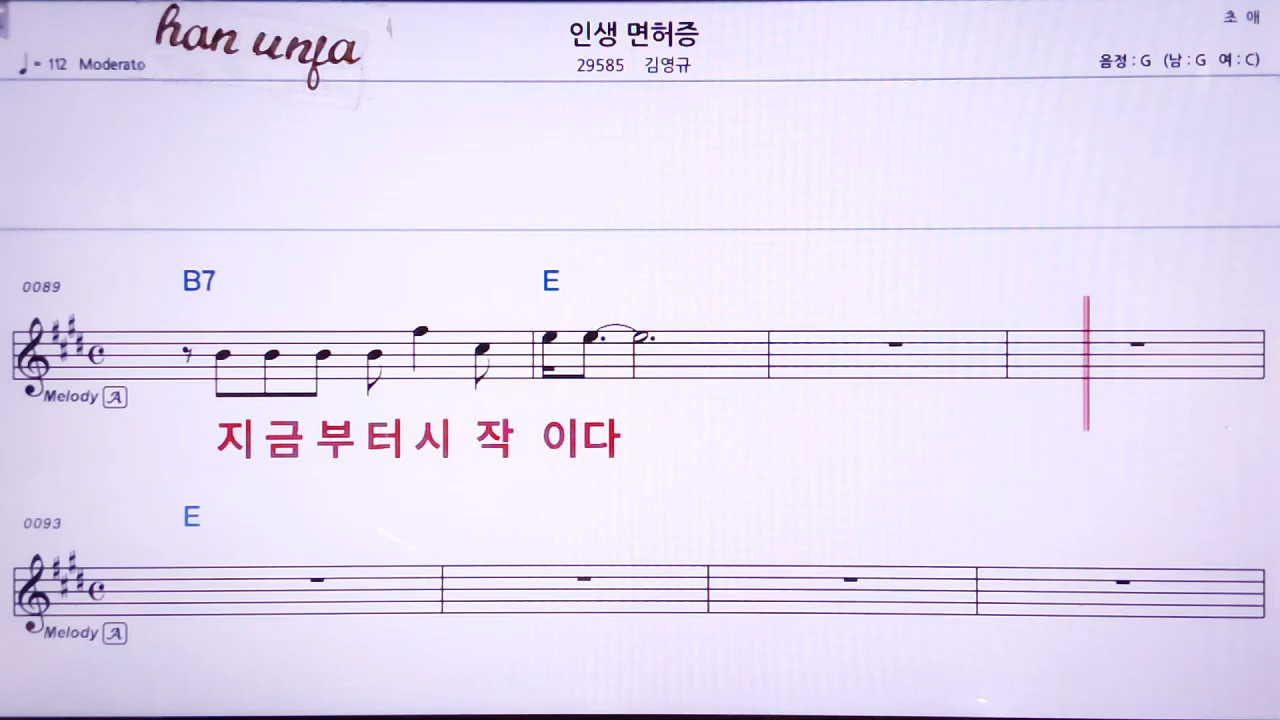 초 애
han unfa
인생 면허증
♩= 112 Moderato
29585 김영규
음정 : G (남 : G 여 : C)
0089
B7 E
Melody A
지금부터시작 이다
0093
E
Melody A